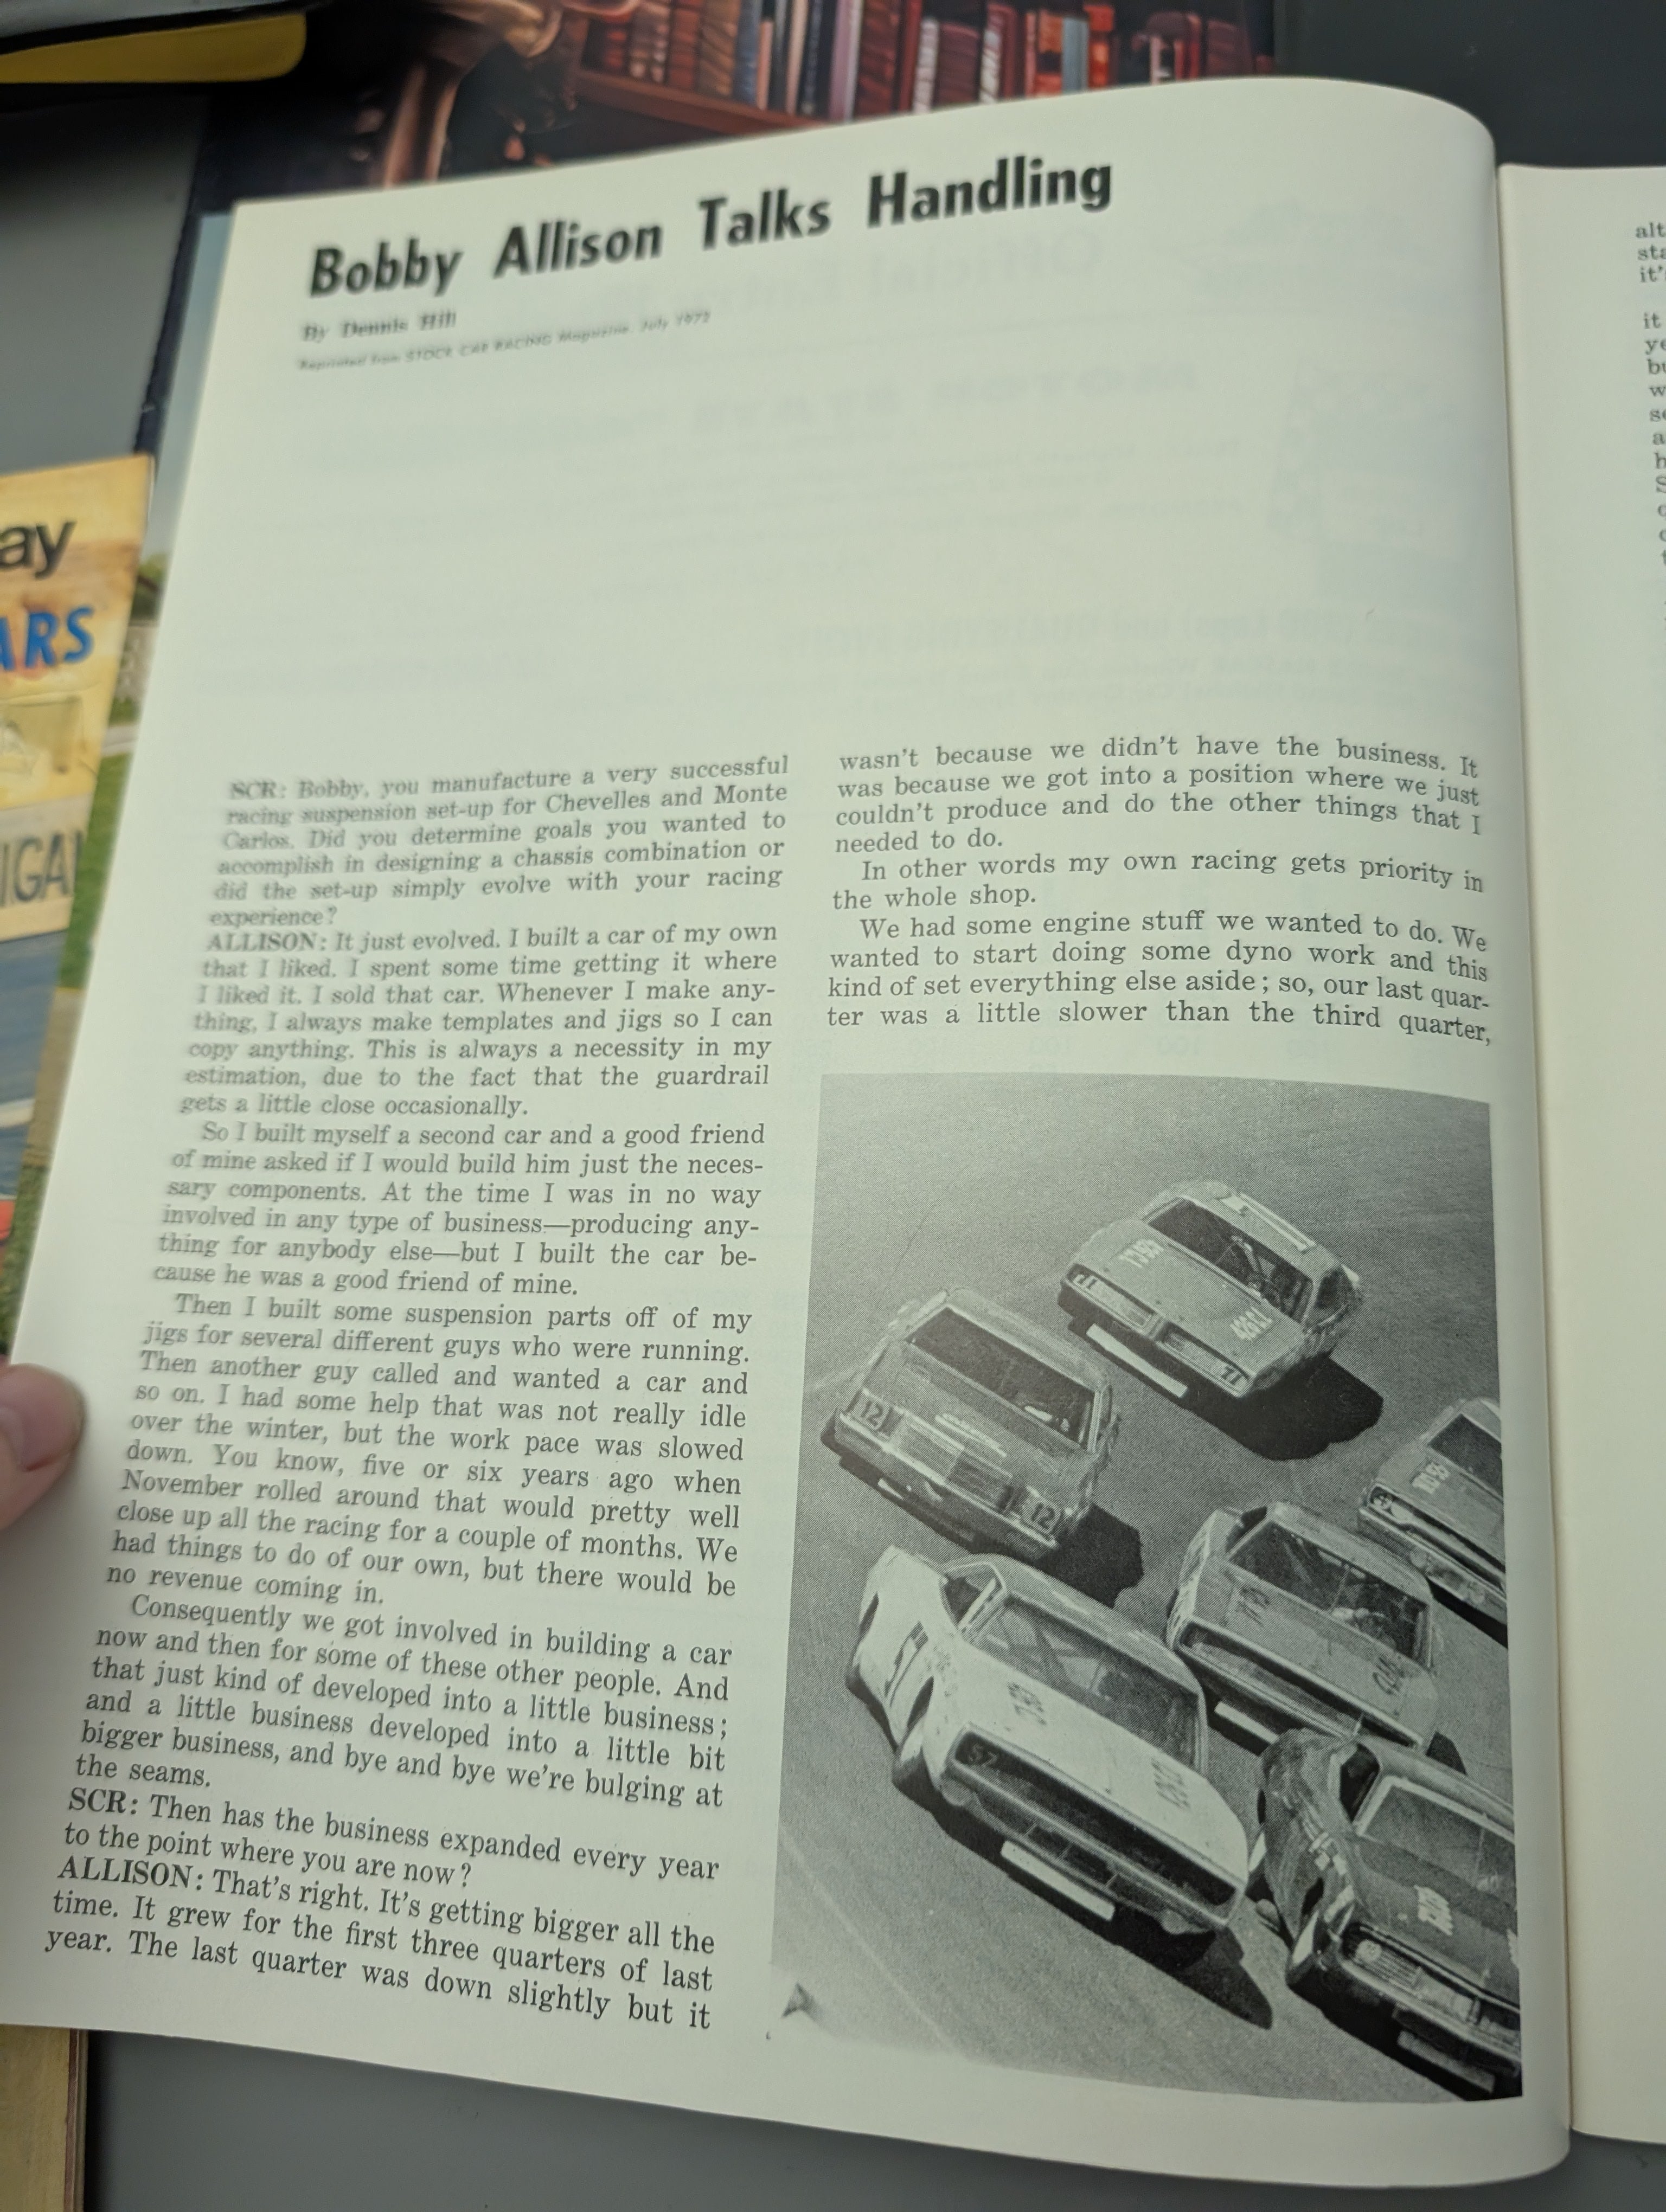 Bobby Allison Talks Handling
By Dennis Hill
Reprinted from STOCK CAR RACING Magazine, July 1972
SCR: Bobby, you manufacture a very successful
racing suspension set-up for Chevelles and Monte
Carlos. Did you determine goals you wanted to
accomplish in designing a chassis combination or
did the set-up simply evolve with your racing
experience?
ALLISON: It just evolved. I built a car of my own
that I liked. I spent some time getting it where
I liked it. I sold that car. Whenever I make any-
thing, I always make templates and jigs so I can
copy anything. This is always a necessity in my
estimation, due to the fact that the guardrail
gets a little close occasionally.
So I built myself a second car and a good friend
of mine asked if I would build him just the neces-
sary components. At the time I was in no way
involved in any type of business—producing any-
thing for anybody else—but I built the car be-
cause he was a good friend of mine.
Then I built some suspension parts off of my
jigs for several different guys who were running.
Then another guy called and wanted a car and
so on. I had some help that was not really idle
over the winter, but the work pace was slowed
down. You know, five or six years ago when
November rolled around that would pretty well
close up all the racing for a couple of months. We
had things to do of our own, but there would be
no revenue coming in.
Consequently we got involved in building a car
now and then for some of these other people. And
that just kind of developed into a little business;
and a little business developed into a little bit
bigger business, and bye and bye we're bulging at
the seams.
SCR: Then has the business expanded every year
to the point where you are now?
ALLISON: That's right. It's getting bigger all the
time. It grew for the first three quarters of last
year. The last quarter was down slightly but it
wasn't because we didn't have the business. It
was because we got into a position where we just
couldn't produce and do the other things that I
needed to do.
In other words my own racing gets priority in
the whole shop.
We had some engine stuff we wanted to do. We
wanted to start doing some dyno work and this
kind of set everything else aside; so, our last quar-
ter was a little slower than the third quarter,
12
12
71
57
ay
ARS
IGA
alt
sta
it'
it